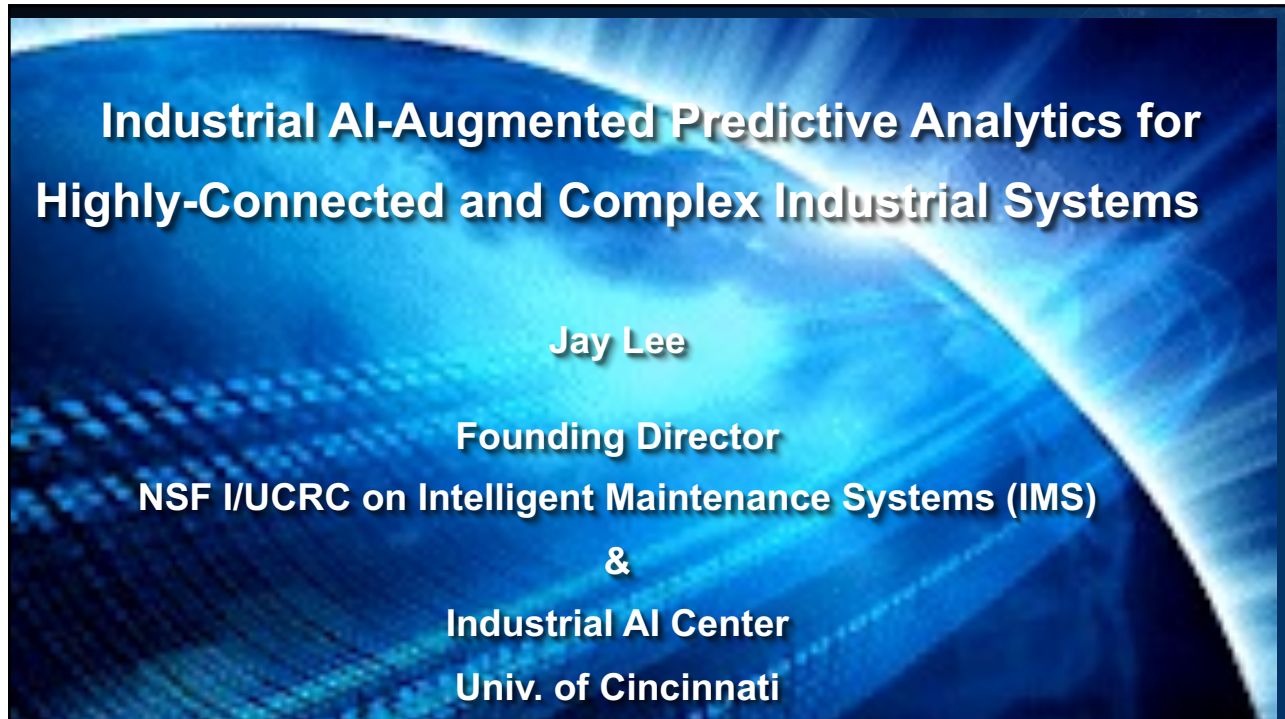 Industrial AI-Augmented Predictive Analytics for
Highly-Connected and Complex Industrial Systems
Jay Lee
Founding Director
NSF I/UCRC on Intelligent Maintenance Systems (IMS)
&
Industrial AI Center
Univ. of Cincinnati